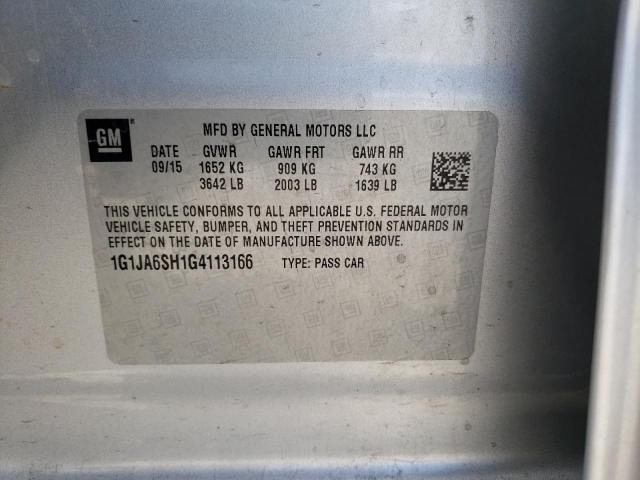 GM ®
MFD BY GENERAL MOTORS LLC
DATE GVWR GAWR FRT GAWR RR
09/15 1652 KG 909 KG 743 KG
3642 LB 2003 LB 1639 LB
THIS VEHICLE CONFORMS TO ALL APPLICABLE U.S. FEDERAL MOTOR
VEHICLE SAFETY, BUMPER, AND THEFT PREVENTION STANDARDS IN
EFFECT ON THE DATE OF MANUFACTURE SHOWN ABOVE.
1G1JA6SH1G4113166 TYPE: PASS CAR